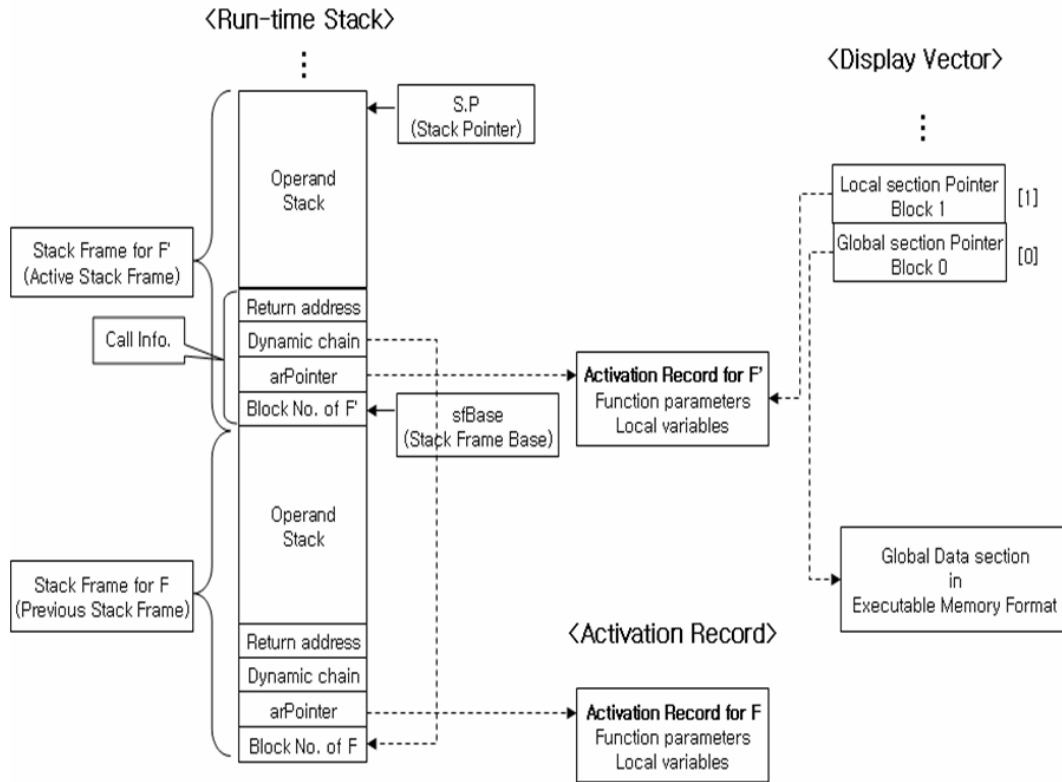 <Run-time Stack>
<Display Vector>
S.P
(Stack Pointer)
Operand
Stack
Local section Pointer
Block 1
[1]
Global section Pointer
Block 0
[0]
Stack Frame for F'
(Active Stack Frame)
Call Info.
Return address
Dynamic chain
arPointer
Block No. of F'
sfBase
(Stack Frame Base)
Activation Record for F'
Function parameters
Local variables
Operand
Stack
Stack Frame for F
(Previous Stack Frame)
Global Data section
in
Executable Memory Format
<Activation Record>
Return address
Dynamic chain
arPointer
Block No. of F
Activation Record for F
Function parameters
Local variables